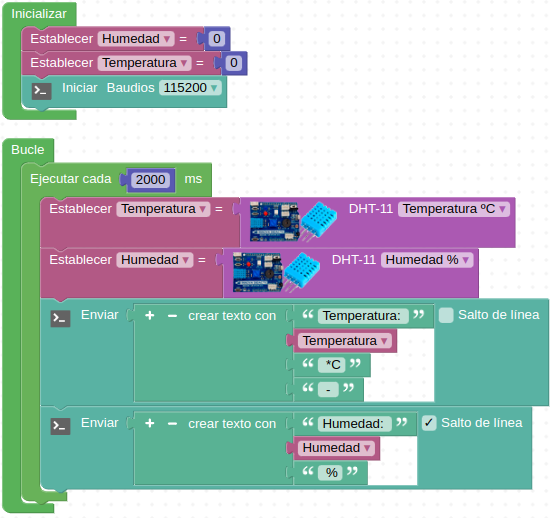 Inicializar
Establecer Humedad = 0
Establecer Temperatura = 0
Iniciar Baudios 115200
Bucle
Ejecutar cada 2000 ms
Establecer Temperatura = DHT-11 Temperatura ºC
Establecer Humedad = DHT-11 Humedad %
Enviar + − crear texto con “ Temperatura: ” Salto de línea
Temperatura
“ *C ”
“ - ”
Enviar + − crear texto con “ Humedad: ” ✓ Salto de línea
Humedad
“ % ”